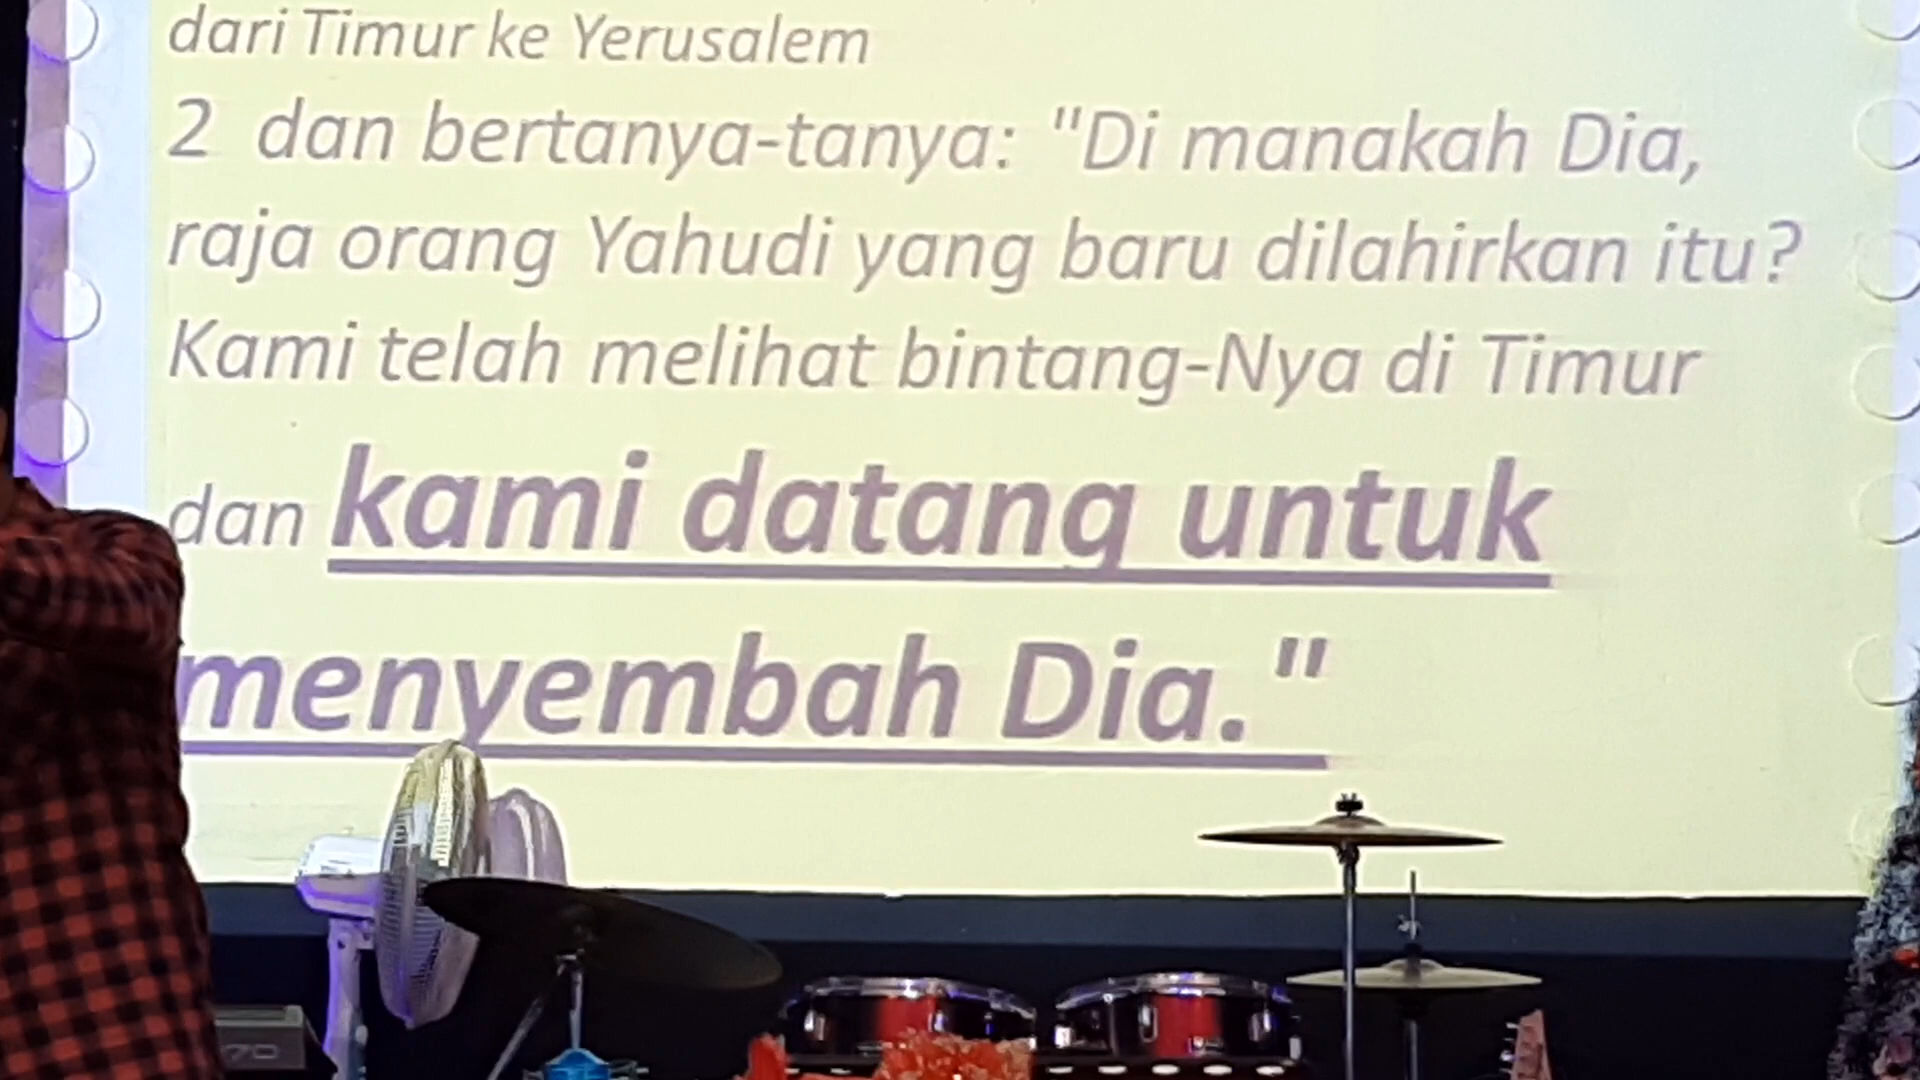 dari Timur ke Yerusalem
2 dan bertanya-tanya: "Di manakah Dia,
raja orang Yahudi yang baru dilahirkan itu?
Kami telah melihat bintang-Nya di Timur
dan kami datang untuk
menyembah Dia."
70